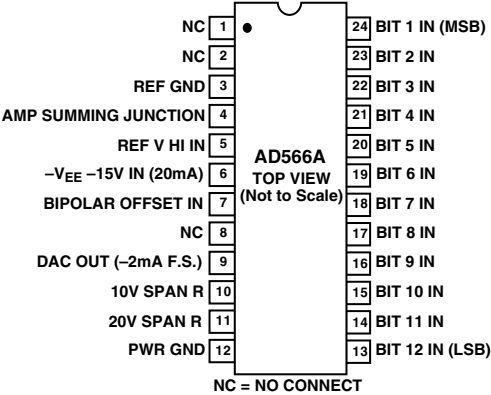 NC 1
NC 2
REF GND 3
AMP SUMMING JUNCTION 4
REF V HI IN 5
–VEE –15V IN (20mA) 6
BIPOLAR OFFSET IN 7
NC 8
DAC OUT (–2mA F.S.) 9
10V SPAN R 10
20V SPAN R 11
PWR GND 12
AD566A
TOP VIEW
(Not to Scale)
24 BIT 1 IN (MSB)
23 BIT 2 IN
22 BIT 3 IN
21 BIT 4 IN
20 BIT 5 IN
19 BIT 6 IN
18 BIT 7 IN
17 BIT 8 IN
16 BIT 9 IN
15 BIT 10 IN
14 BIT 11 IN
13 BIT 12 IN (LSB)
NC = NO CONNECT